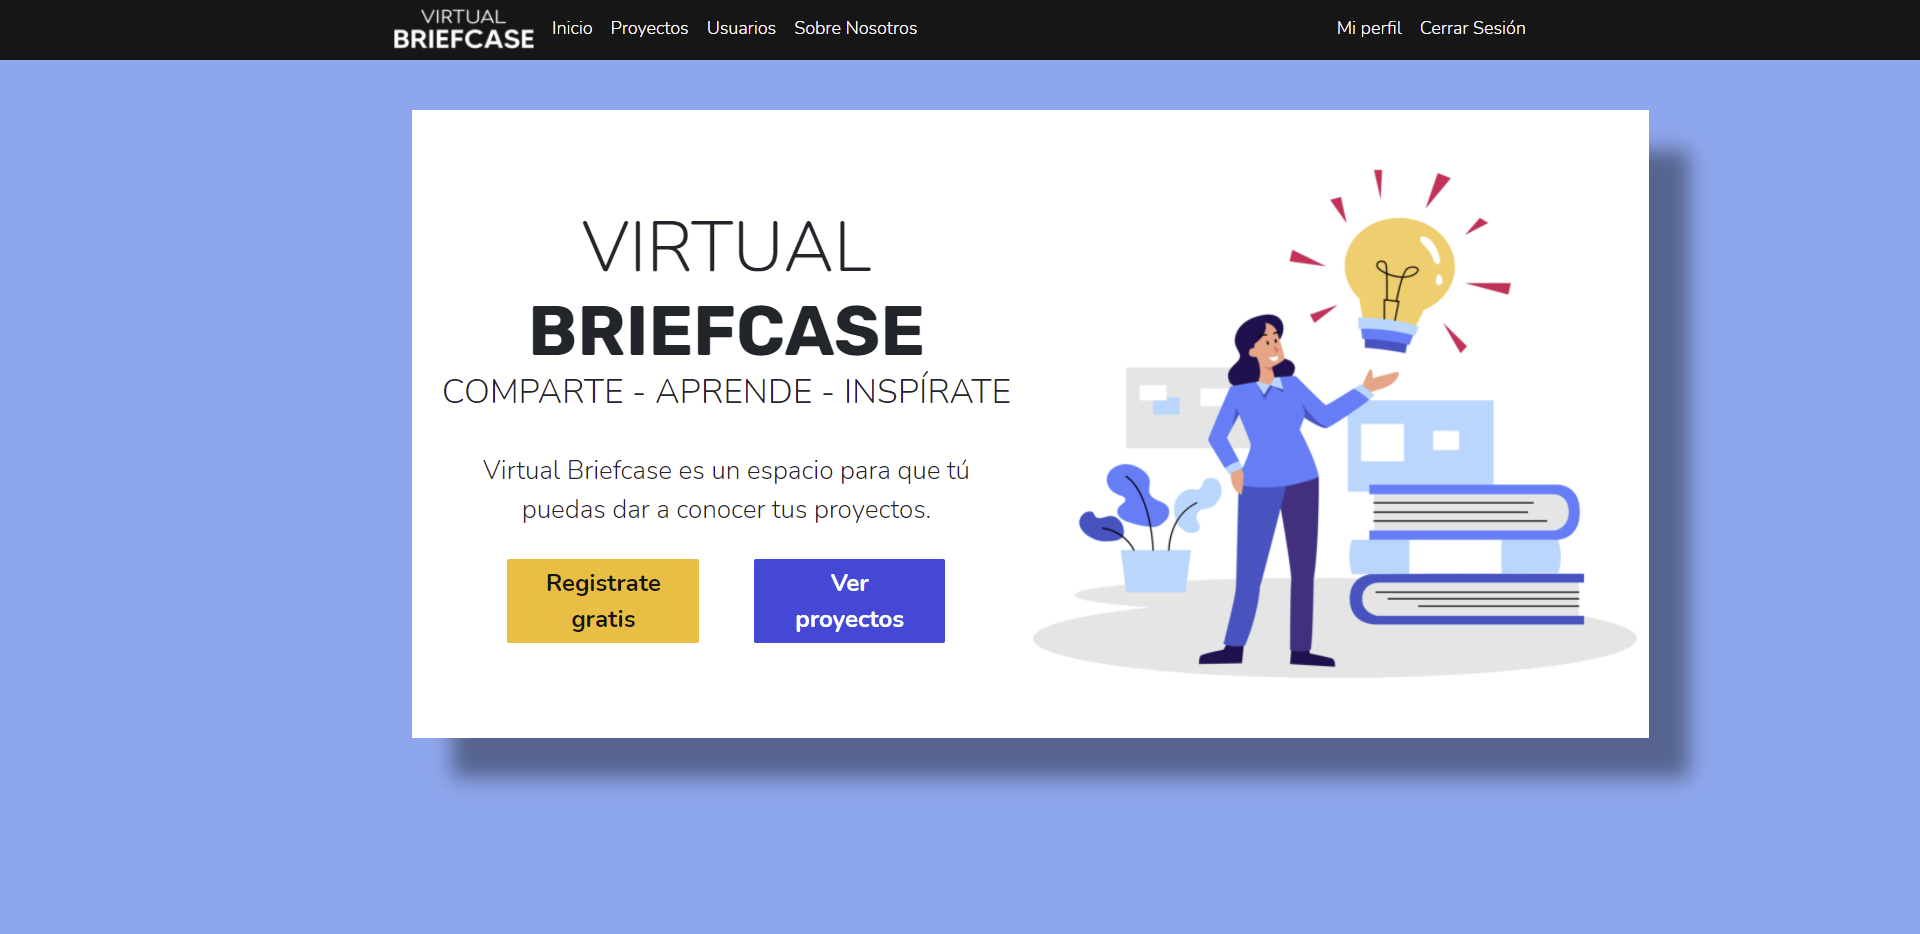 VIRTUAL
BRIEFCASE
Inicio Proyectos Usuarios Sobre Nosotros Mi perfil Cerrar Sesión
VIRTUAL
BRIEFCASE
COMPARTE - APRENDE - INSPÍRATE
Virtual Briefcase es un espacio para que tú
puedas dar a conocer tus proyectos.
Registrate
gratis
Ver
proyectos